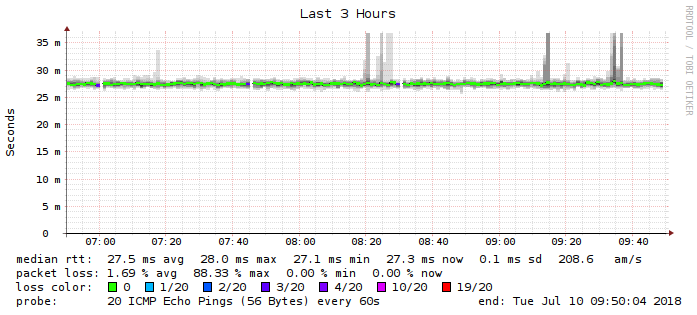 Last 3 Hours
RRDTOOL / TOBI OETIKER
Seconds
35 m
30 m
25 m
20 m
15 m
10 m
5 m
0
07:00 07:20 07:40 08:00 08:20 08:40 09:00 09:20 09:40
median rtt: 27.5 ms avg 28.0 ms max 27.1 ms min 27.3 ms now 0.1 ms sd 208.6 am/s
packet loss: 1.69 % avg 88.33 % max 0.00 % min 0.00 % now
loss color: 0 1/20 2/20 3/20 4/20 10/20 19/20
probe: 20 ICMP Echo Pings (56 Bytes) every 60s end: Tue Jul 10 09:50:04 2018